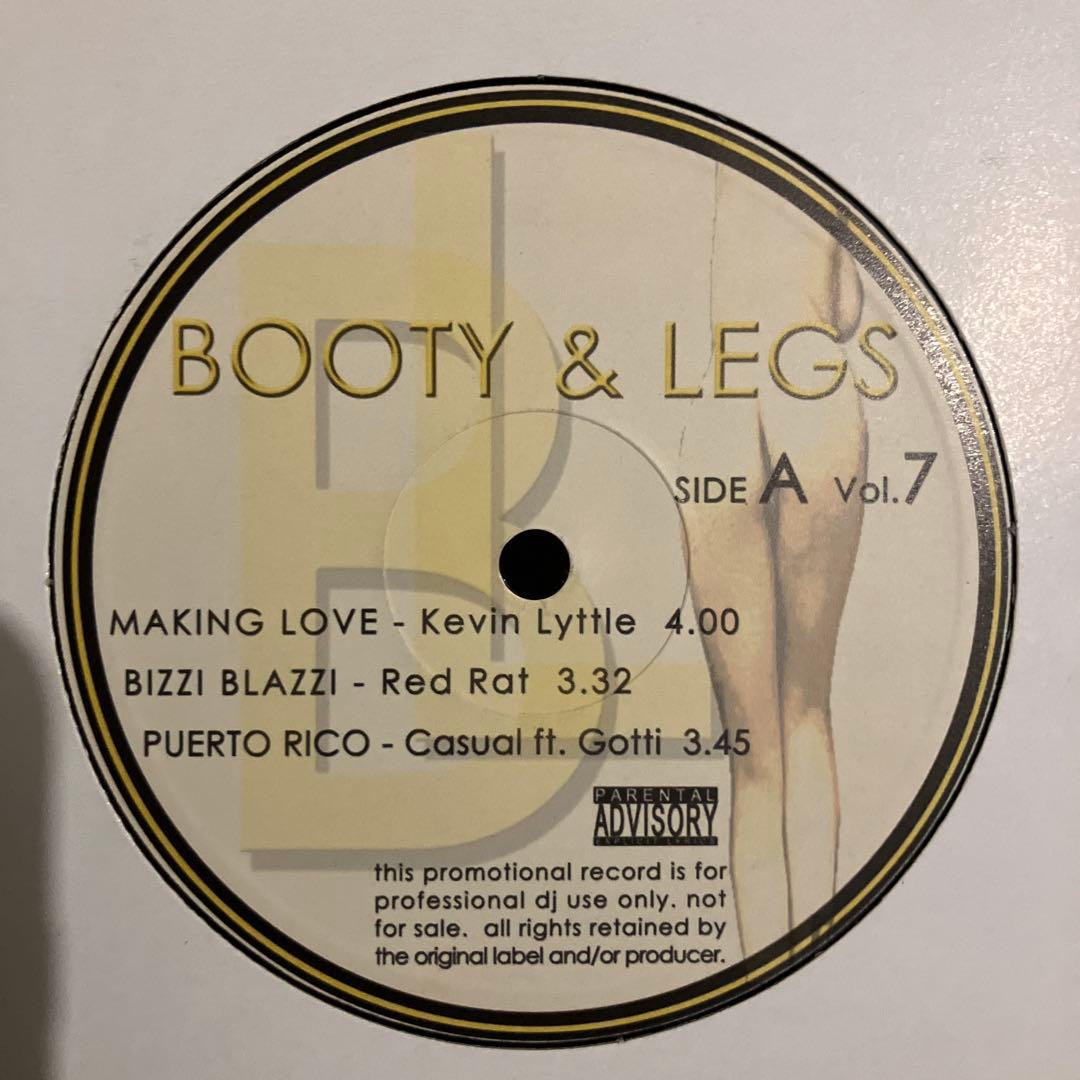 BOOTY & LEGS
SIDE A Vol.7
MAKING LOVE - Kevin Lyttle 4.00
BIZZI BLAZZI - Red Rat 3.32
PUERTO RICO - Casual ft. Gotti 3.45
PARENTAL
ADVISORY
EXPLICIT LYRICS
this promotional record is for
professional dj use only. not
for sale. all rights retained by
the original label and/or producer.